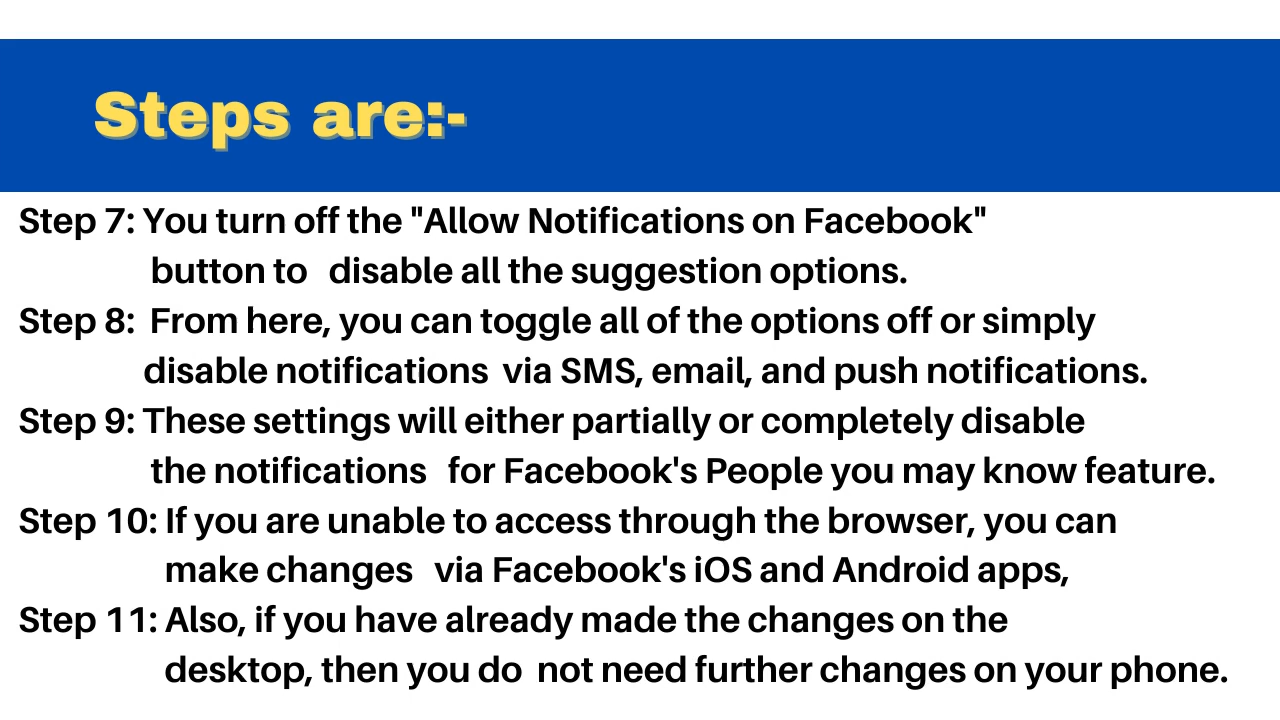 Steps are:-
Step 7: You turn off the "Allow Notifications on Facebook"
button to disable all the suggestion options.
Step 8: From here, you can toggle all of the options off or simply
disable notifications via SMS, email, and push notifications.
Step 9: These settings will either partially or completely disable
the notifications for Facebook's People you may know feature.
Step 10: If you are unable to access through the browser, you can
make changes via Facebook's iOS and Android apps,
Step 11: Also, if you have already made the changes on the
desktop, then you do not need further changes on your phone.